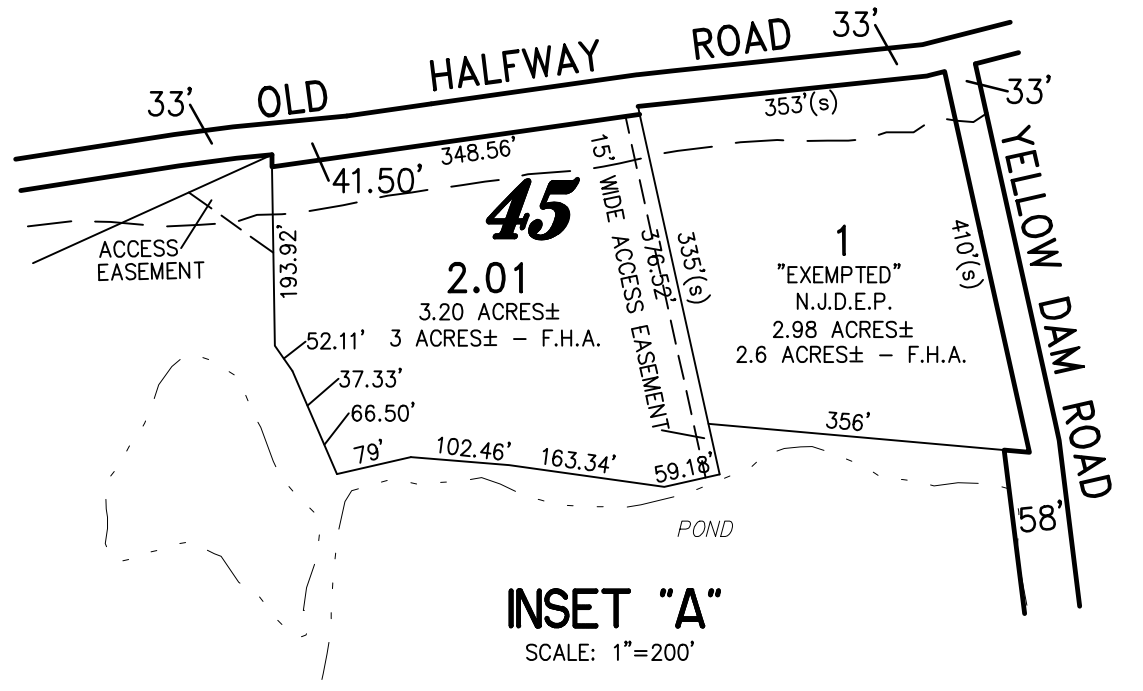 OLD HALFWAY ROAD
33'
33'
33'
41.50'
348.56'
353'(s)
YELLOW DAM ROAD
ACCESS
EASEMENT
193.92'
45
2.01
3.20 ACRES±
3 ACRES± - F.H.A.
15' WIDE ACCESS EASEMENT
376.52'
335'(s)
1
"EXEMPTED"
N.J.D.E.P.
2.98 ACRES±
2.6 ACRES± - F.H.A.
410'(s)
52.11'
37.33'
66.50'
79'
102.46'
163.34'
59.18'
356'
58'
POND
INSET "A"
SCALE: 1"=200'